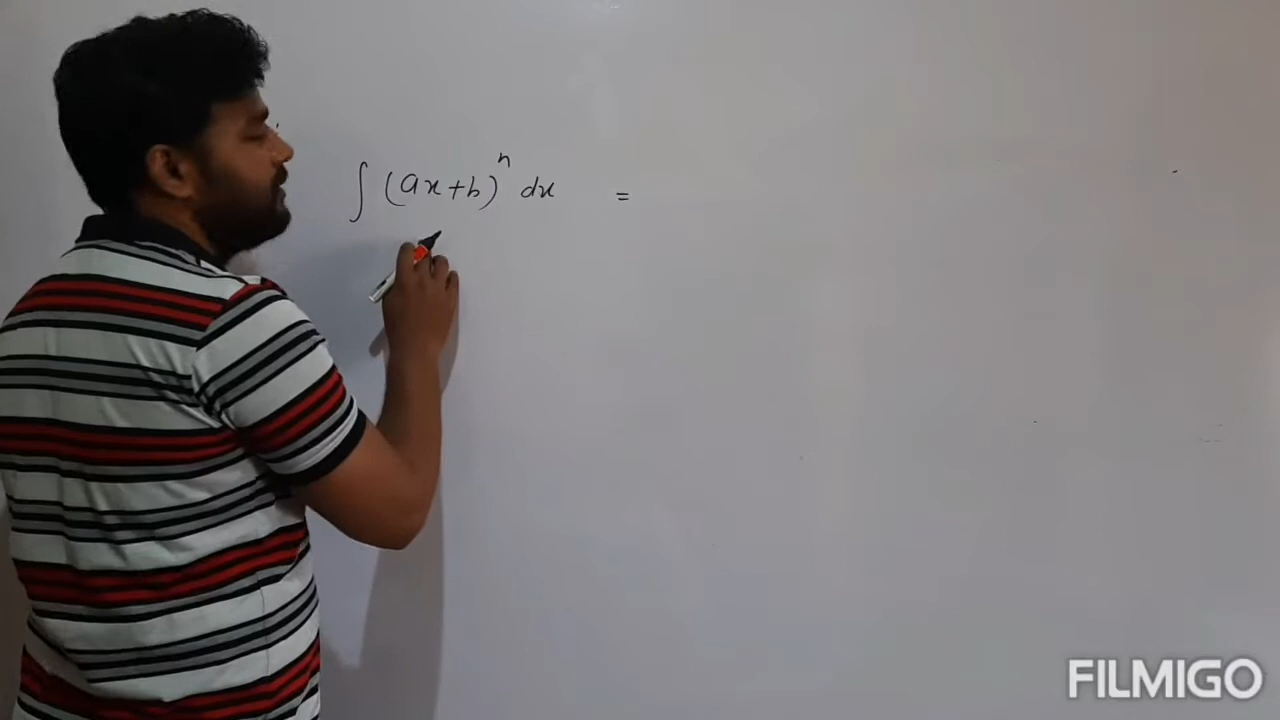 ∫ (ax+b)ⁿ dx =
FILMIGO